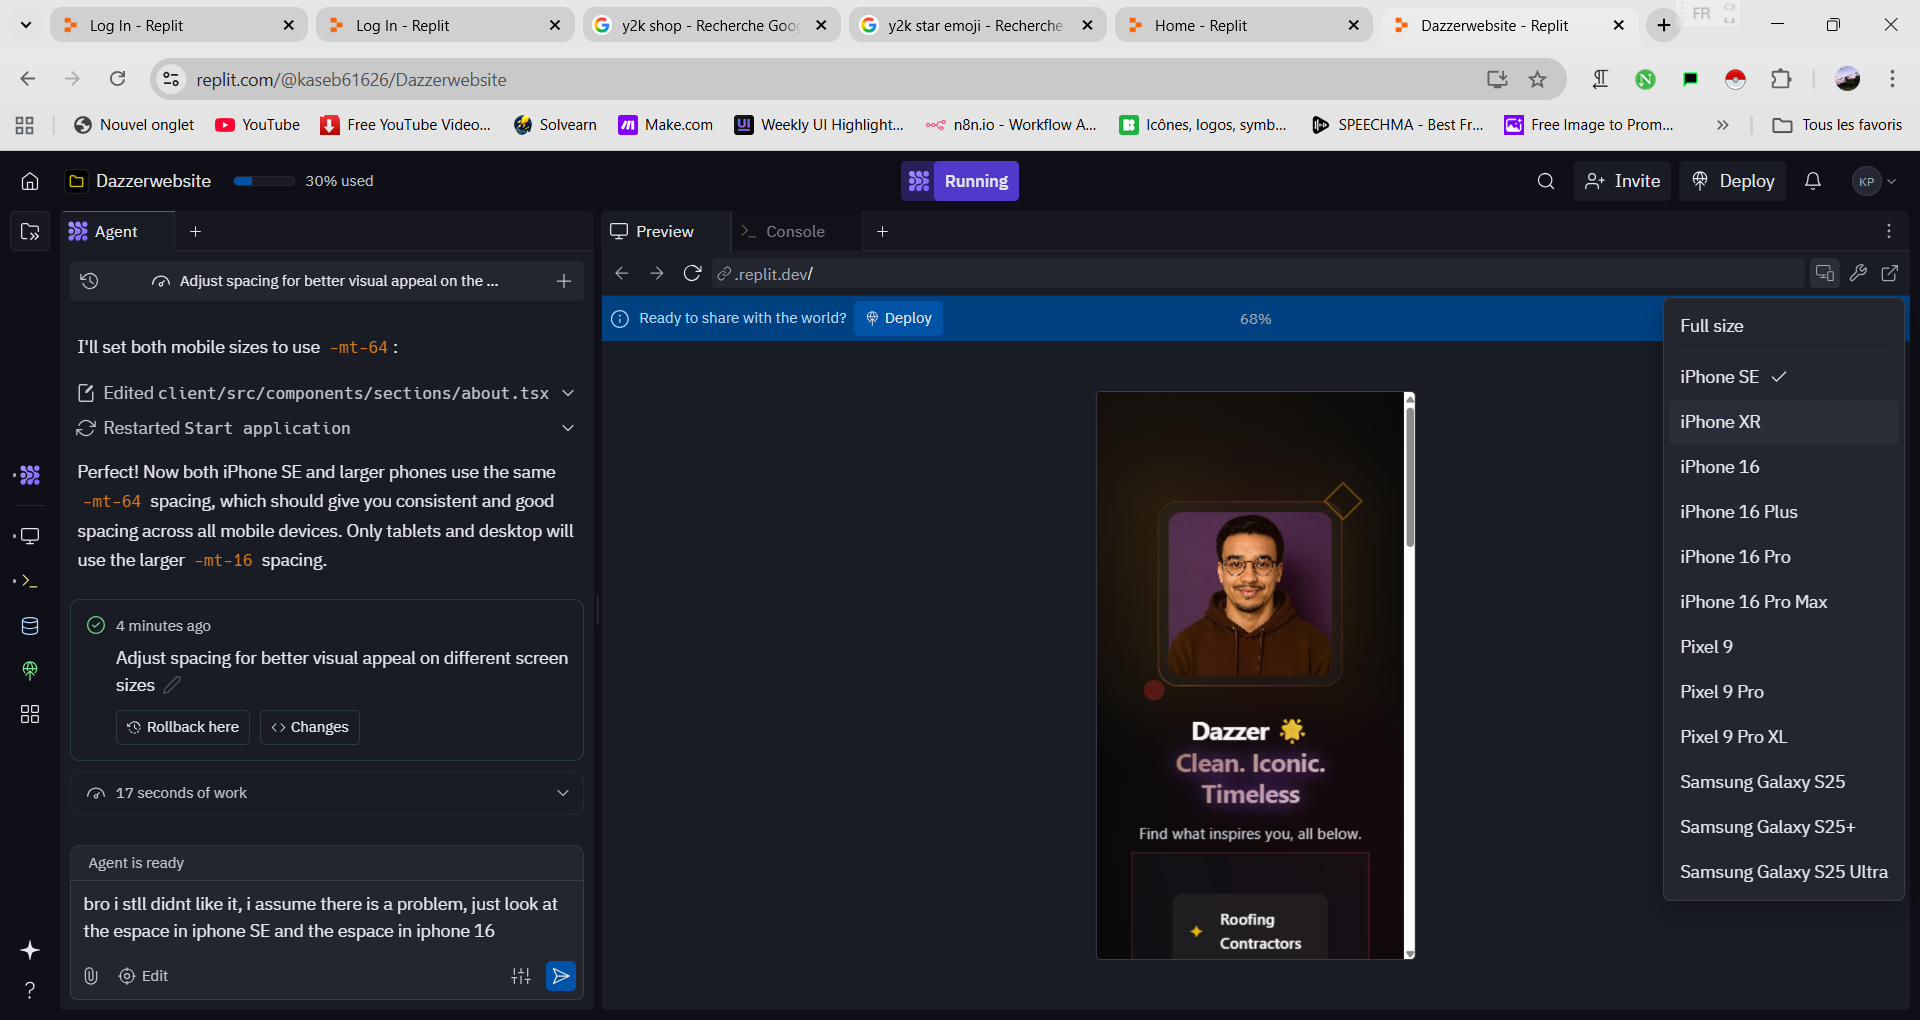 Log In - Replit
Log In - Replit
y2k shop - Recherche Goo
y2k star emoji - Recherche
Home - Replit
Dazzerwebsite - Replit
FR
replit.com/@kaseb61626/Dazzerwebsite
Nouvel onglet
YouTube
Free YouTube Video...
Solvearn
Make.com
UI
Weekly UI Highlight...
n8n.io - Workflow A...
Icônes, logos, symb...
SPEECHMA - Best Fr...
Free Image to Prom...
Tous les favoris
Dazzerwebsite
30% used
Running
Invite
Deploy
KP
Agent
Preview
Console
Adjust spacing for better visual appeal on the ...
.replit.dev/
Ready to share with the world?
Deploy
68%
I'll set both mobile sizes to use -mt-64 :
Edited client/src/components/sections/about.tsx
Restarted Start application
Perfect! Now both iPhone SE and larger phones use the same
-mt-64 spacing, which should give you consistent and good
spacing across all mobile devices. Only tablets and desktop will
use the larger -mt-16 spacing.
4 minutes ago
Adjust spacing for better visual appeal on different screen
sizes
Rollback here
Changes
17 seconds of work
Agent is ready
bro i stll didnt like it, i assume there is a problem, just look at
the espace in iphone SE and the espace in iphone 16
Edit
Dazzer
Clean. Iconic.
Timeless
Find what inspires you, all below.
Roofing
Contractors
Full size
iPhone SE
iPhone XR
iPhone 16
iPhone 16 Plus
iPhone 16 Pro
iPhone 16 Pro Max
Pixel 9
Pixel 9 Pro
Pixel 9 Pro XL
Samsung Galaxy S25
Samsung Galaxy S25+
Samsung Galaxy S25 Ultra